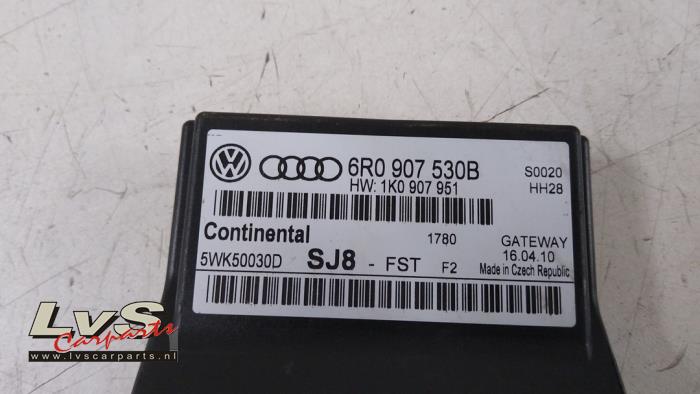 6R0 907 530B
S0020
HW: 1K0 907 951
HH28
Continental
1780
GATEWAY
16.04.10
5WK50030D SJ8 - FST F2
Made in Czech Republic
LvS
Carparts
www.lvscarparts.nl